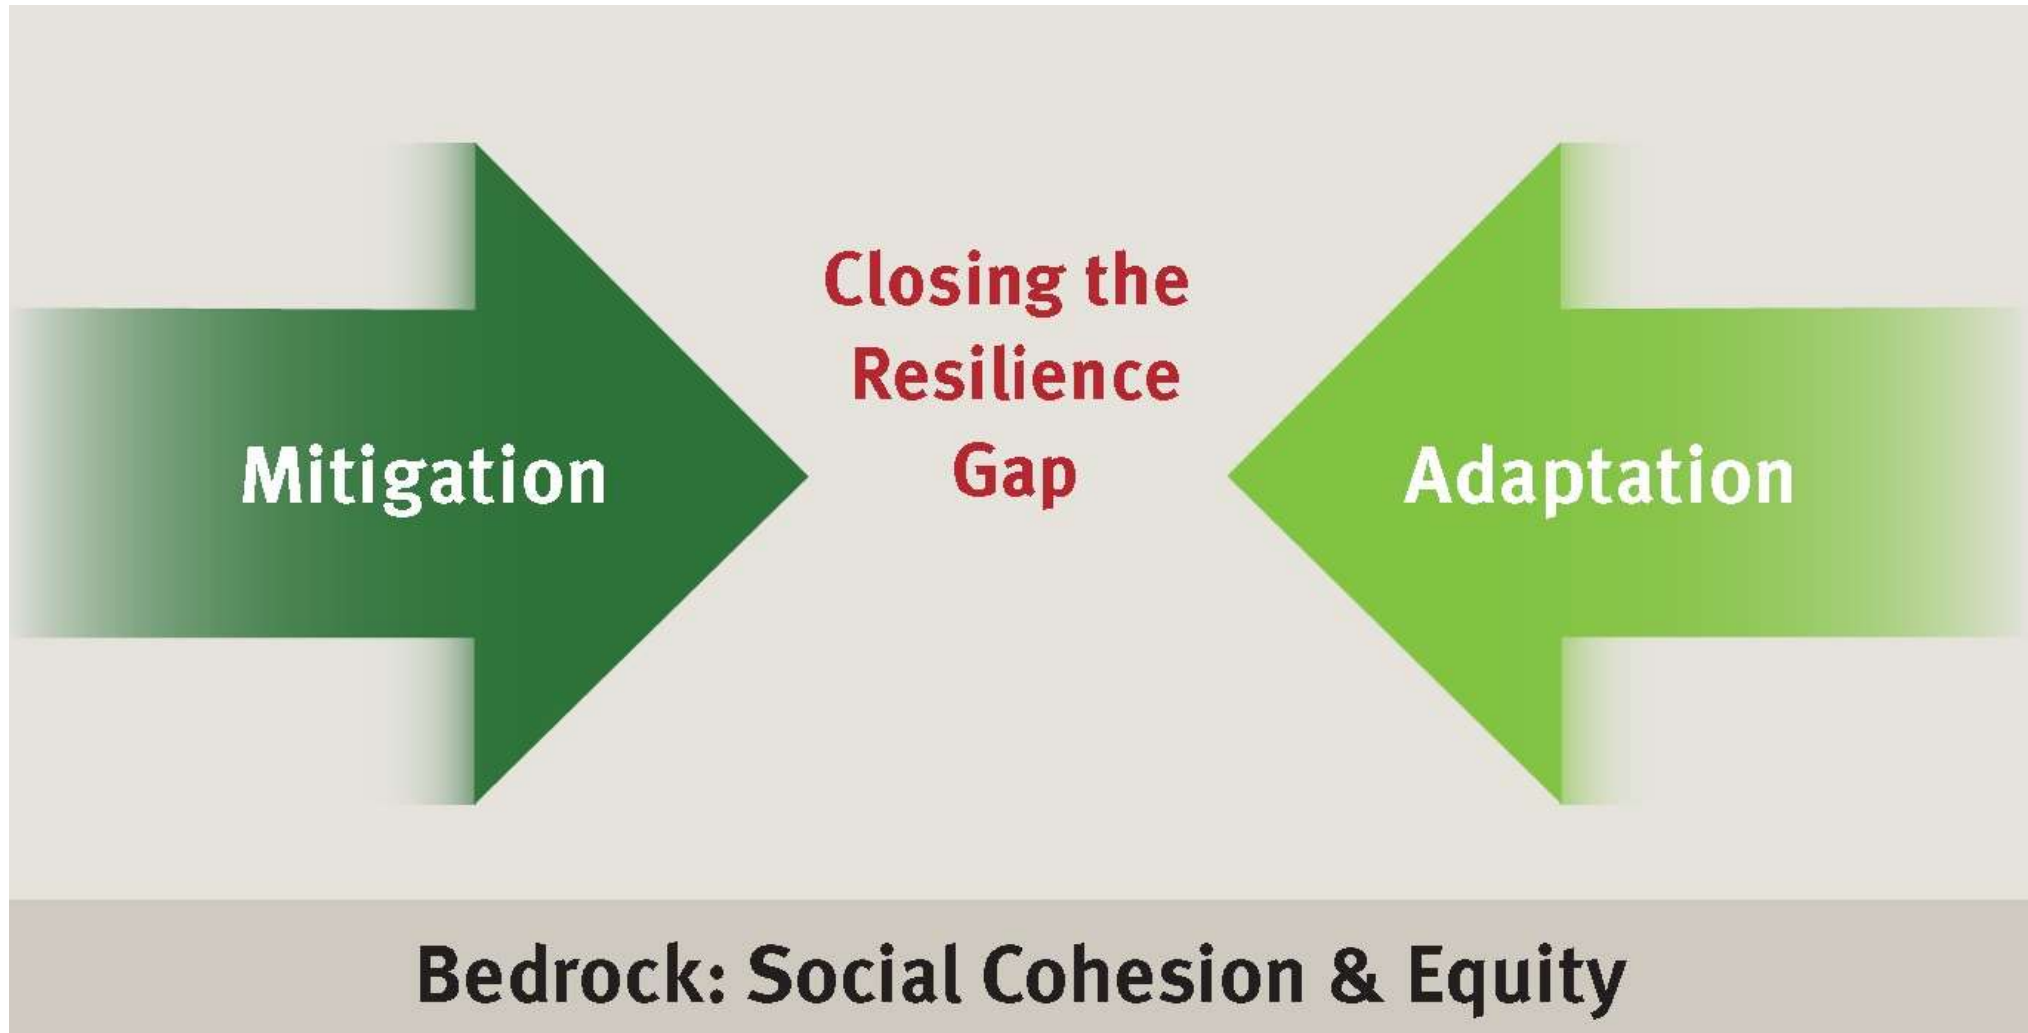 Closing the
Resilience
Gap
Mitigation
Adaptation
Bedrock: Social Cohesion & Equity